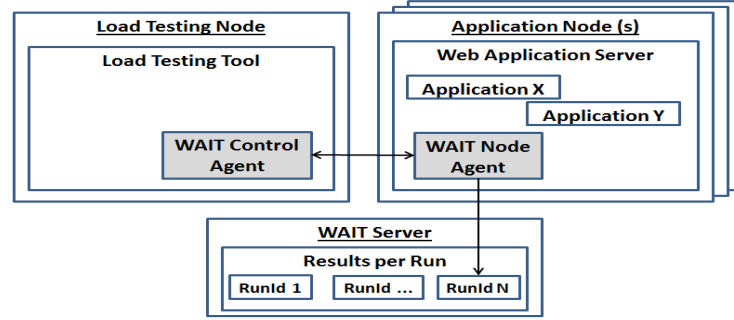 Load Testing Node
Load Testing Tool
WAIT Control
Agent
Application Node (s)
Web Application Server
Application X
Application Y
WAIT Node
Agent
WAIT Server
Results per Run
RunId 1
RunId ...
RunId N